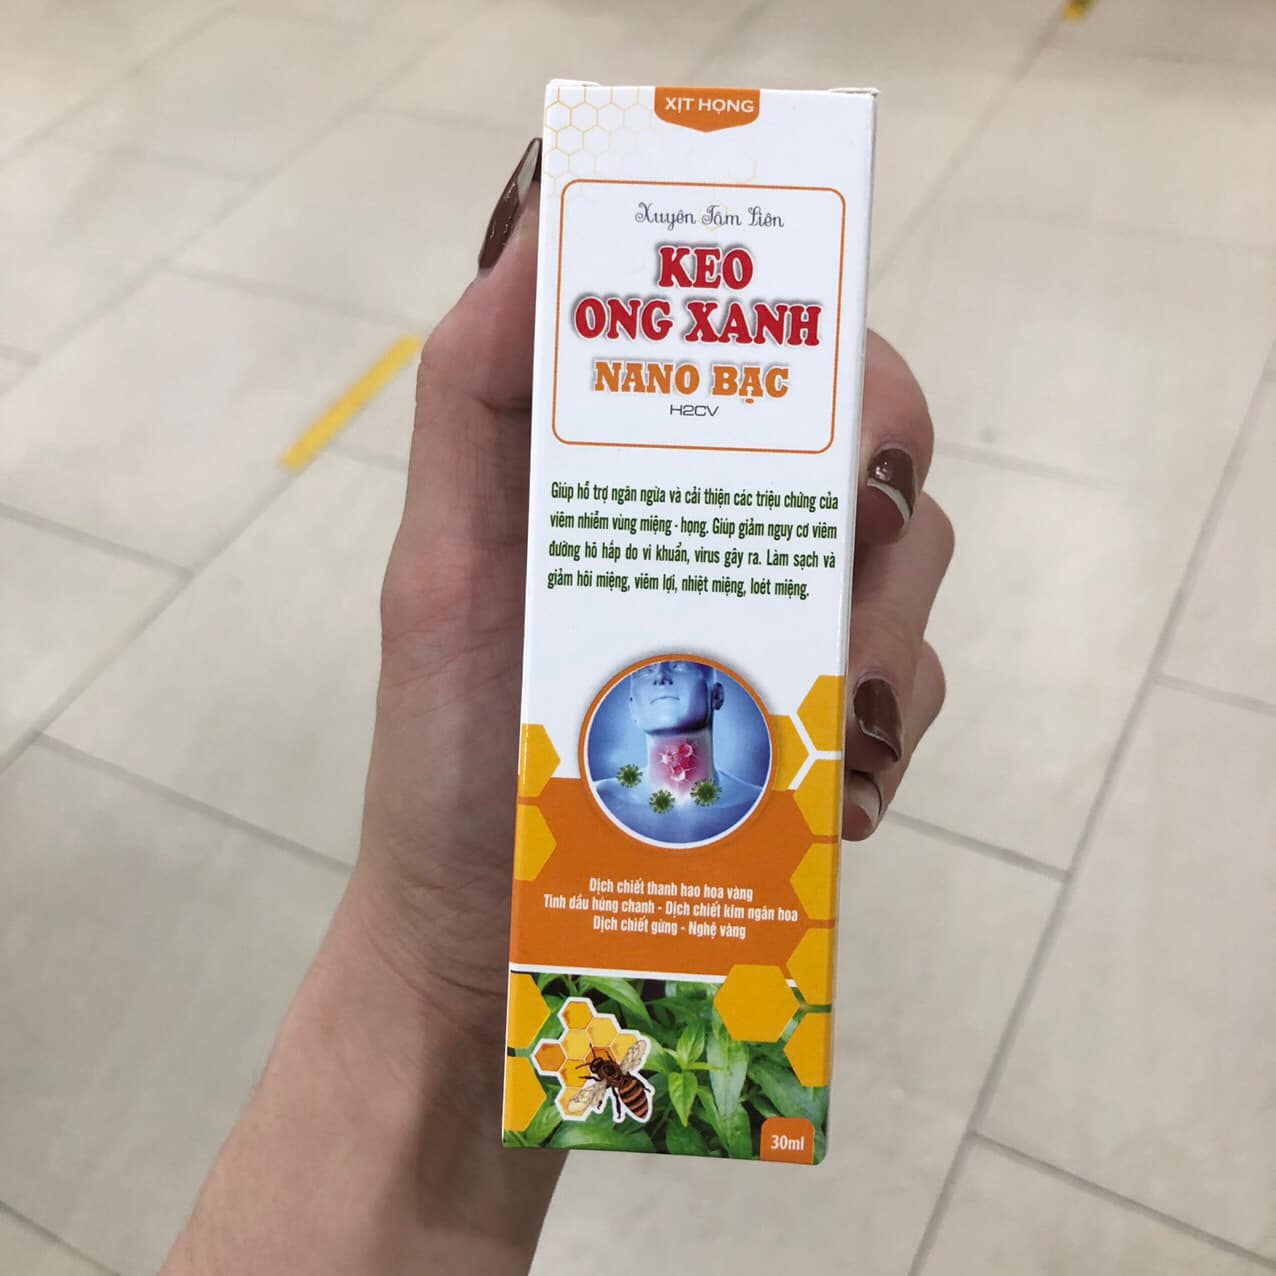 XỊT HỌNG
Xuyên Tâm Liên
KEO
ONG XANH
NANO BẠC
H2CV
Giúp hỗ trợ ngăn ngừa và cải thiện các triệu chứng của
viêm nhiễm vùng miệng - họng. Giúp giảm nguy cơ viêm
đường hô hấp do vi khuẩn, virus gây ra. Làm sạch và
giảm hôi miệng, viêm lợi, nhiệt miệng, loét miệng.
Dịch chiết thanh hao hoa vàng
Tinh dầu húng chanh - Dịch chiết kim ngân hoa
Dịch chiết gừng - Nghệ vàng
30ml